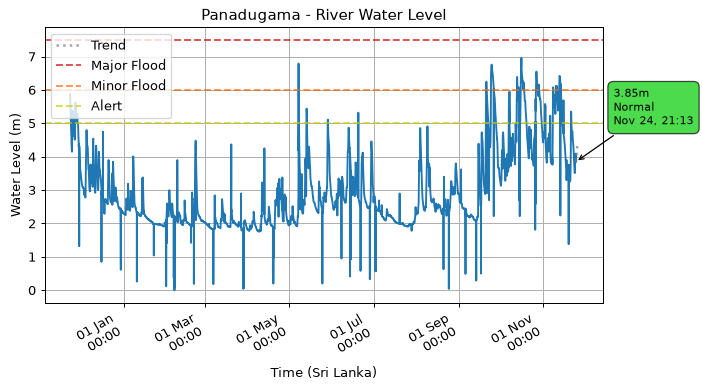 Panadugama - River Water Level
Trend
Major Flood
Minor Flood
Alert
3.85m
Normal
Nov 24, 21:13
Water Level (m)
7
6
5
4
3
2
1
0
01 Jan
00:00
01 Mar
00:00
01 May
00:00
01 Jul
00:00
01 Sep
00:00
01 Nov
00:00
Time (Sri Lanka)